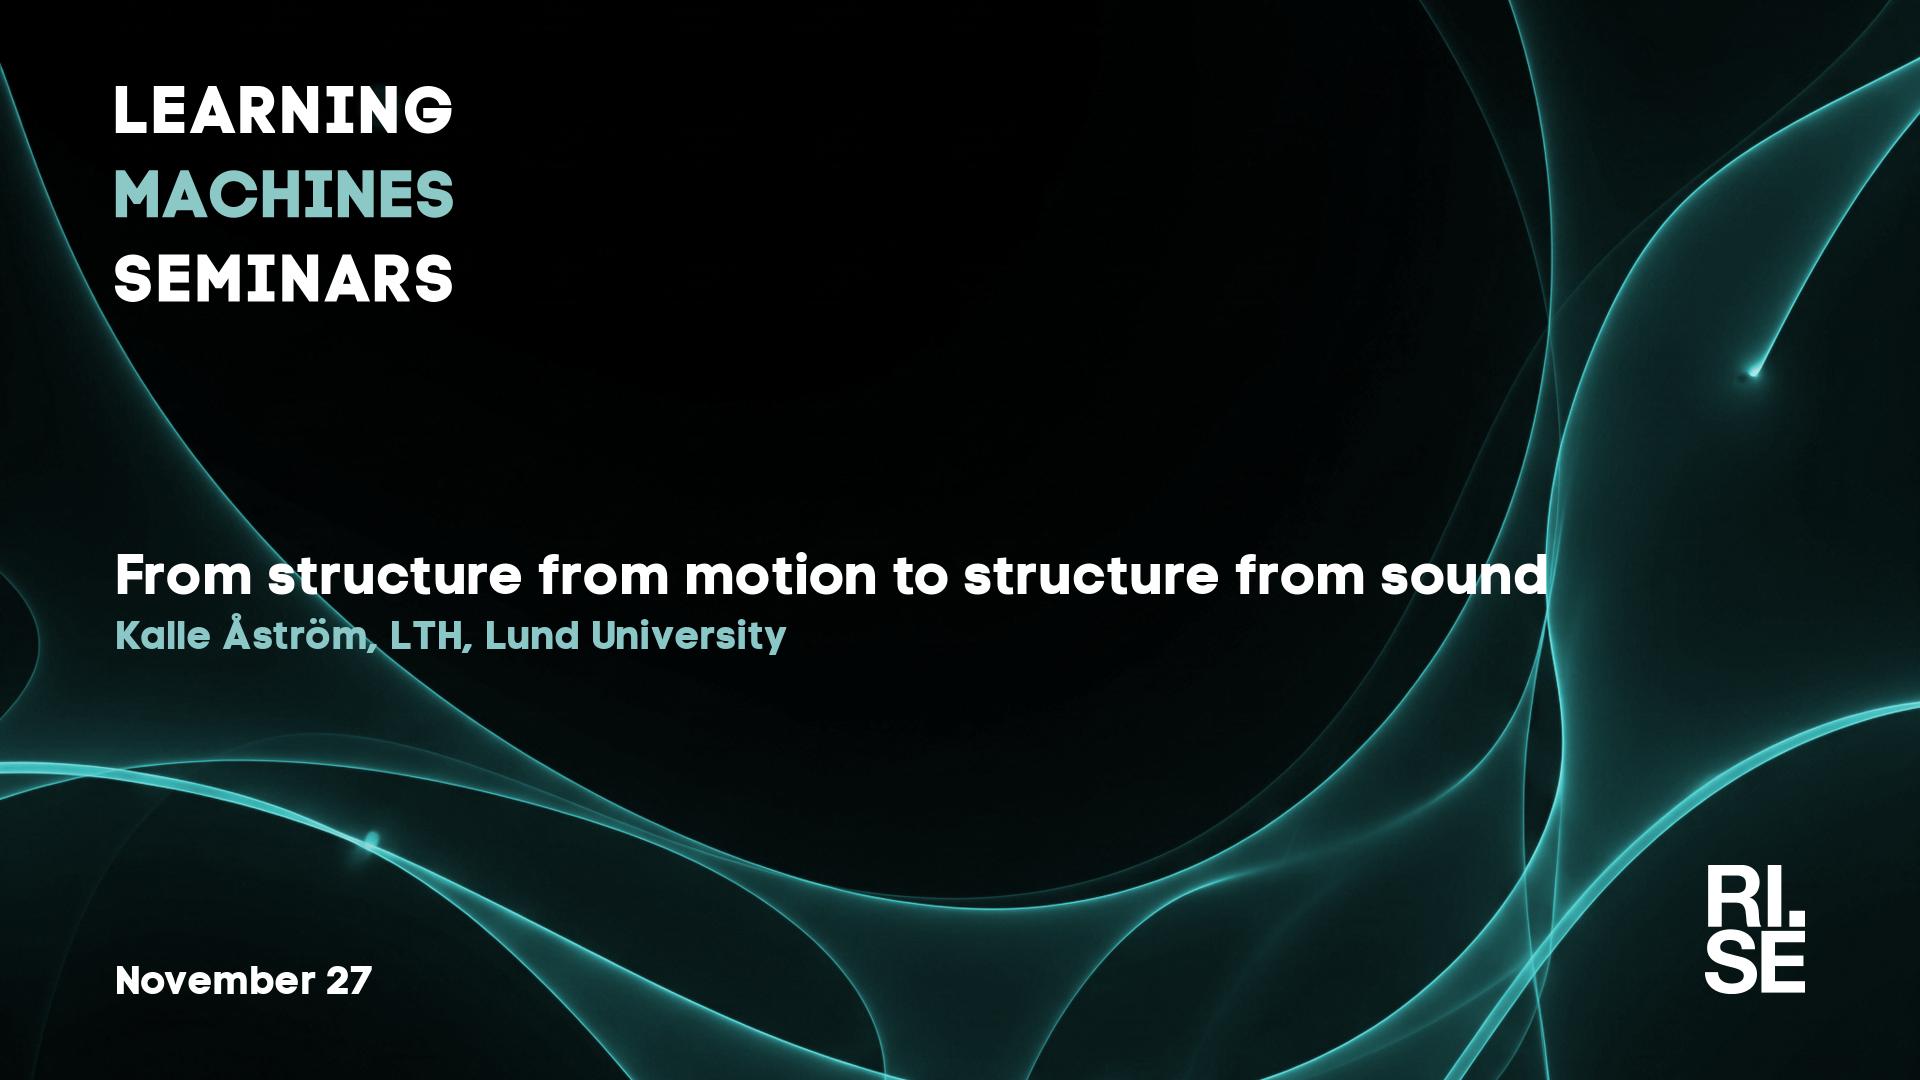 LEARNING
MACHINES
SEMINARS
From structure from motion to structure from sound
Kalle Åström, LTH, Lund University
November 27
RI.
SE